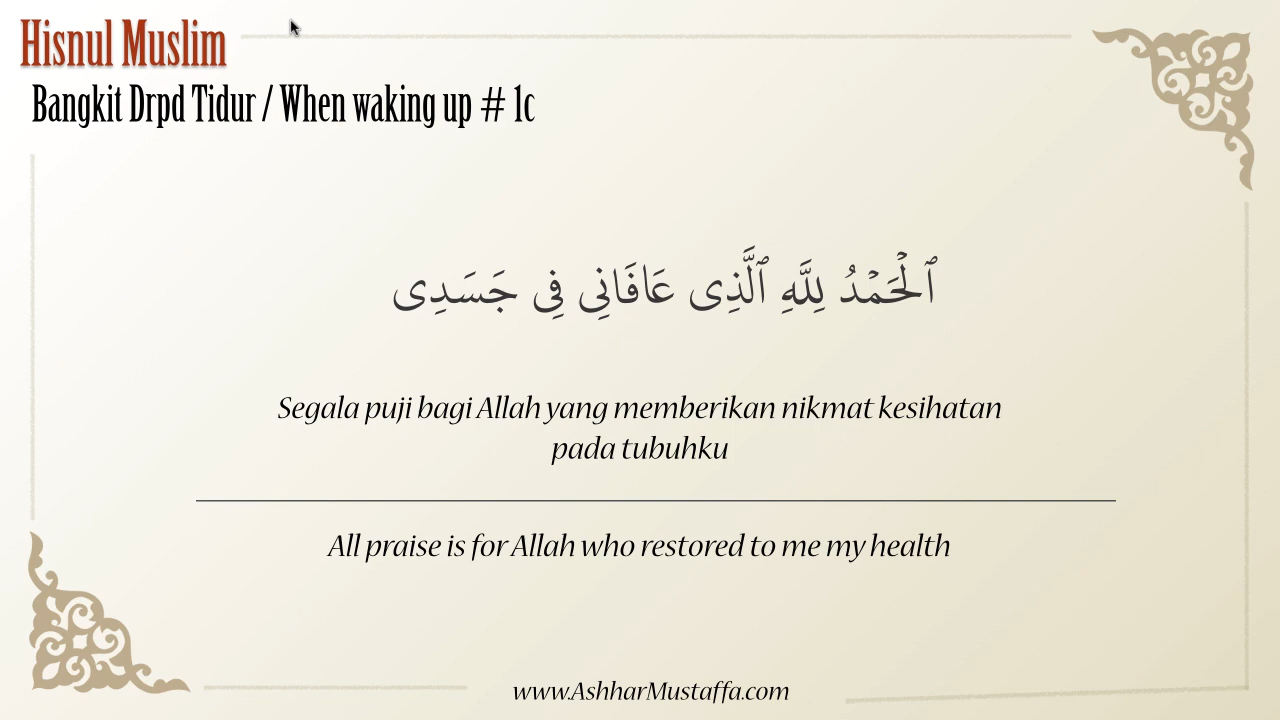 Hisnul Muslim
Bangkit Drpd Tidur / When waking up # 1c
ٱلْحَمْدُ لِلَّهِ ٱلَّذِى عَافَانِى فِى جَسَدِى
Segala puji bagi Allah yang memberikan nikmat kesihatan
pada tubuhku
All praise is for Allah who restored to me my health
www.AshharMustaffa.com